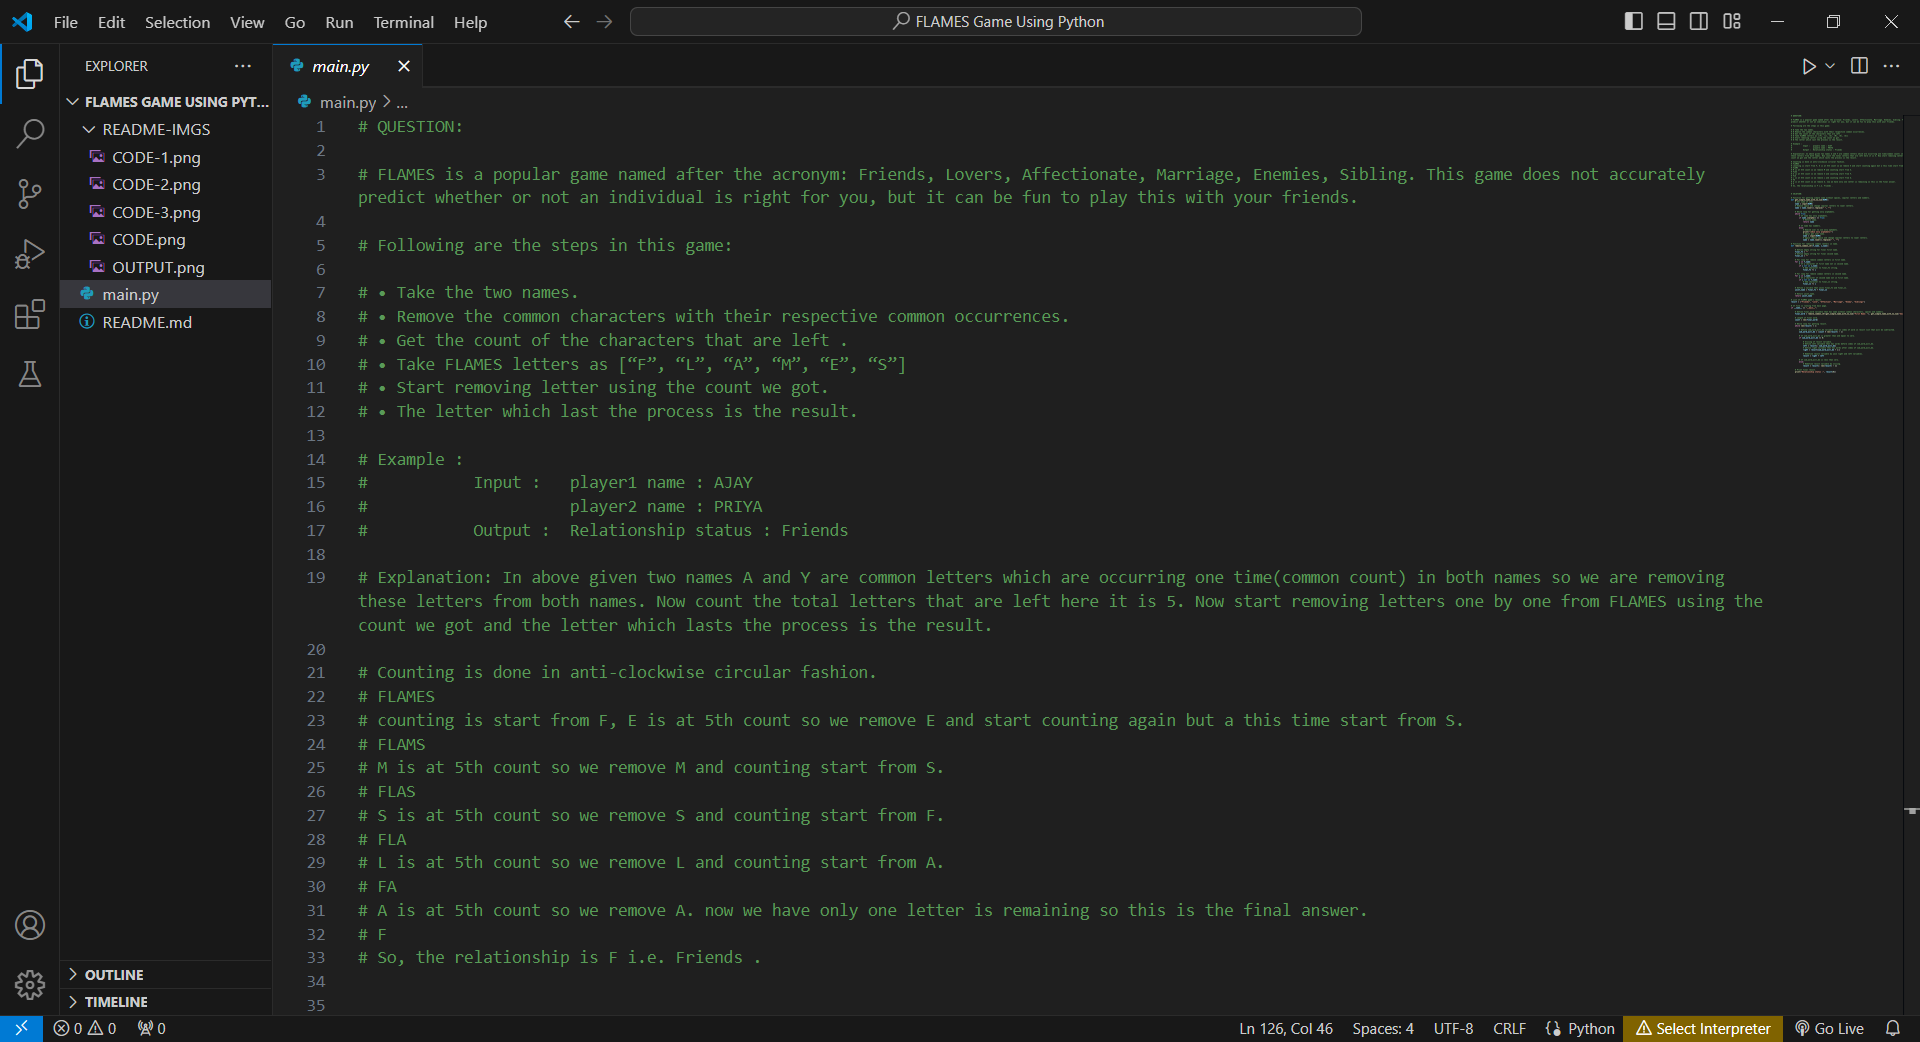 File Edit Selection View Go Run Terminal Help
FLAMES Game Using Python
EXPLORER
FLAMES GAME USING PYT...
README-IMGS
CODE-1.png
CODE-2.png
CODE-3.png
CODE.png
OUTPUT.png
main.py
README.md
OUTLINE
TIMELINE
main.py
main.py > ...
1 # QUESTION:
2
3 # FLAMES is a popular game named after the acronym: Friends, Lovers, Affectionate, Marriage, Enemies, Sibling. This game does not accurately
predict whether or not an individual is right for you, but it can be fun to play this with your friends.
4
5 # Following are the steps in this game:
6
7 # • Take the two names.
8 # • Remove the common characters with their respective common occurrences.
9 # • Get the count of the characters that are left .
10 # • Take FLAMES letters as [“F”, “L”, “A”, “M”, “E”, “S”]
11 # • Start removing letter using the count we got.
12 # • The letter which last the process is the result.
13
14 # Example :
15 # Input : player1 name : AJAY
16 # player2 name : PRIYA
17 # Output : Relationship status : Friends
18
19 # Explanation: In above given two names A and Y are common letters which are occurring one time(common count) in both names so we are removing
these letters from both names. Now count the total letters that are left here it is 5. Now start removing letters one by one from FLAMES using the
count we got and the letter which lasts the process is the result.
20
21 # Counting is done in anti-clockwise circular fashion.
22 # FLAMES
23 # counting is start from F, E is at 5th count so we remove E and start counting again but a this time start from S.
24 # FLAMS
25 # M is at 5th count so we remove M and counting start from S.
26 # FLAS
27 # S is at 5th count so we remove S and counting start from F.
28 # FLA
29 # L is at 5th count so we remove L and counting start from A.
30 # FA
31 # A is at 5th count so we remove A. now we have only one letter is remaining so this is the final answer.
32 # F
33 # So, the relationship is F i.e. Friends .
34
35
0 0 0
Ln 126, Col 46 Spaces: 4 UTF-8 CRLF Python Select Interpreter Go Live